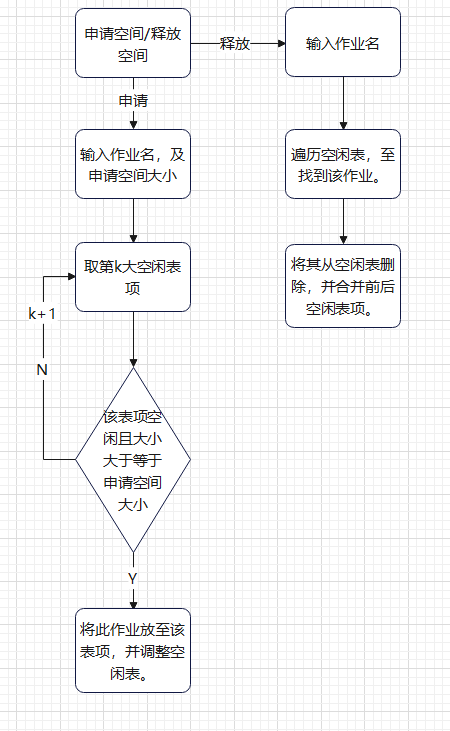 申请空间/释放
空间
释放
输入作业名
申请
输入作业名，及
申请空间大小
遍历空闲表，至
找到该作业。
取第k大空闲表
项
将其从空闲表删
除，并合并前后
空闲表项。
k+1
N
该表项空
闲且大小
大于等于
申请空间
大小
Y
将此作业放至该
表项，并调整空
闲表。